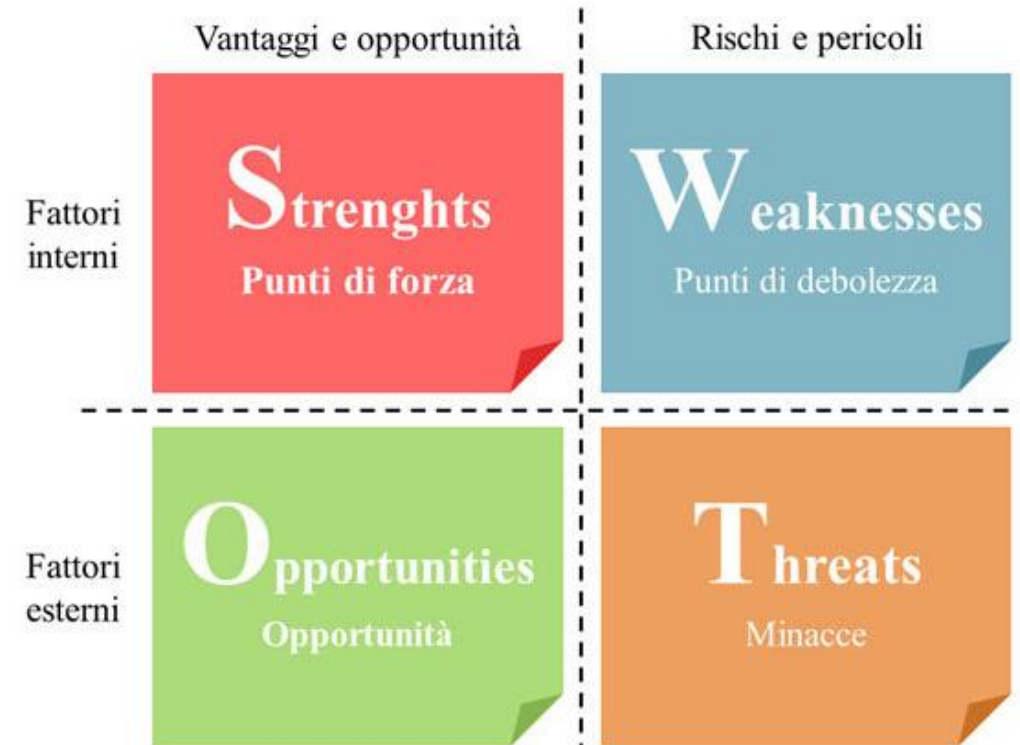 Vantaggi e opportunità
Rischi e pericoli
Fattori
interni
Strenghts
Punti di forza
Weaknesses
Punti di debolezza
Fattori
esterni
Opportunities
Opportunità
Threats
Minacce